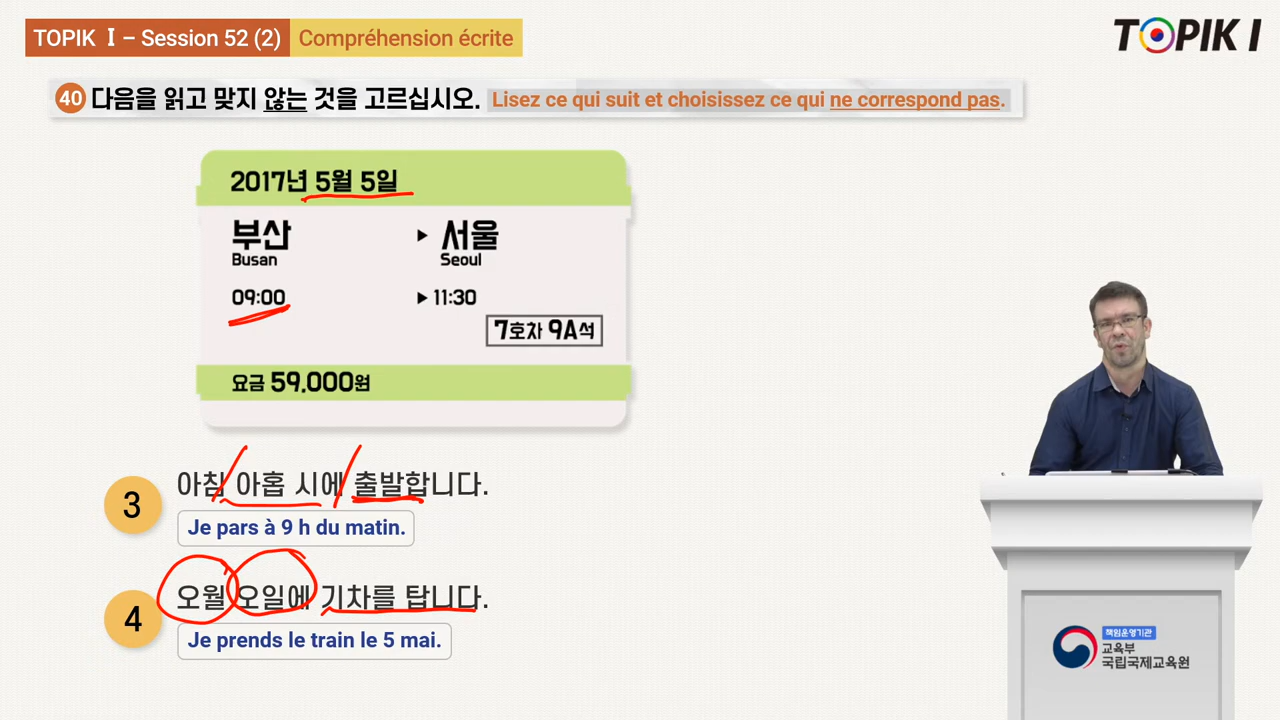 TOPIK Ⅰ – Session 52 (2) Compréhension écrite
TOPIK I
40 다음을 읽고 맞지 않는 것을 고르십시오. Lisez ce qui suit et choisissez ce qui ne correspond pas.
2017년 5월 5일
부산 ▶ 서울
Busan Seoul
09:00 ▶ 11:30
7호차 9A석
요금 59,000원
3 아침 아홉 시에 출발합니다.
Je pars à 9 h du matin.
4 오월 오일에 기차를 탑니다.
Je prends le train le 5 mai.
책임운영기관
교육부
국립국제교육원